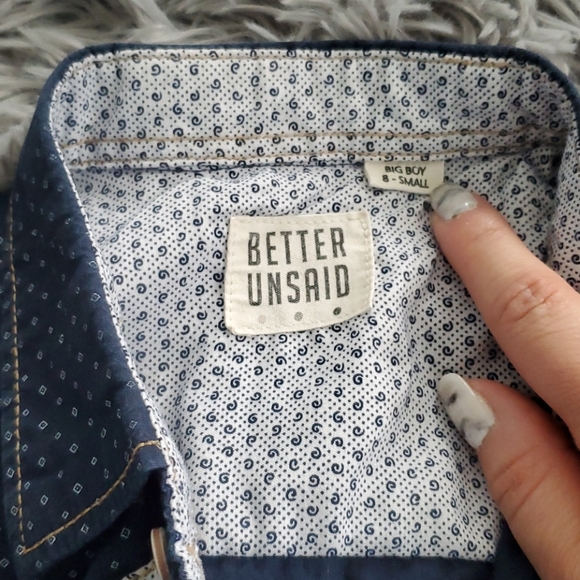 BIG BOY
8 - SMALL
BETTER
UNSAID